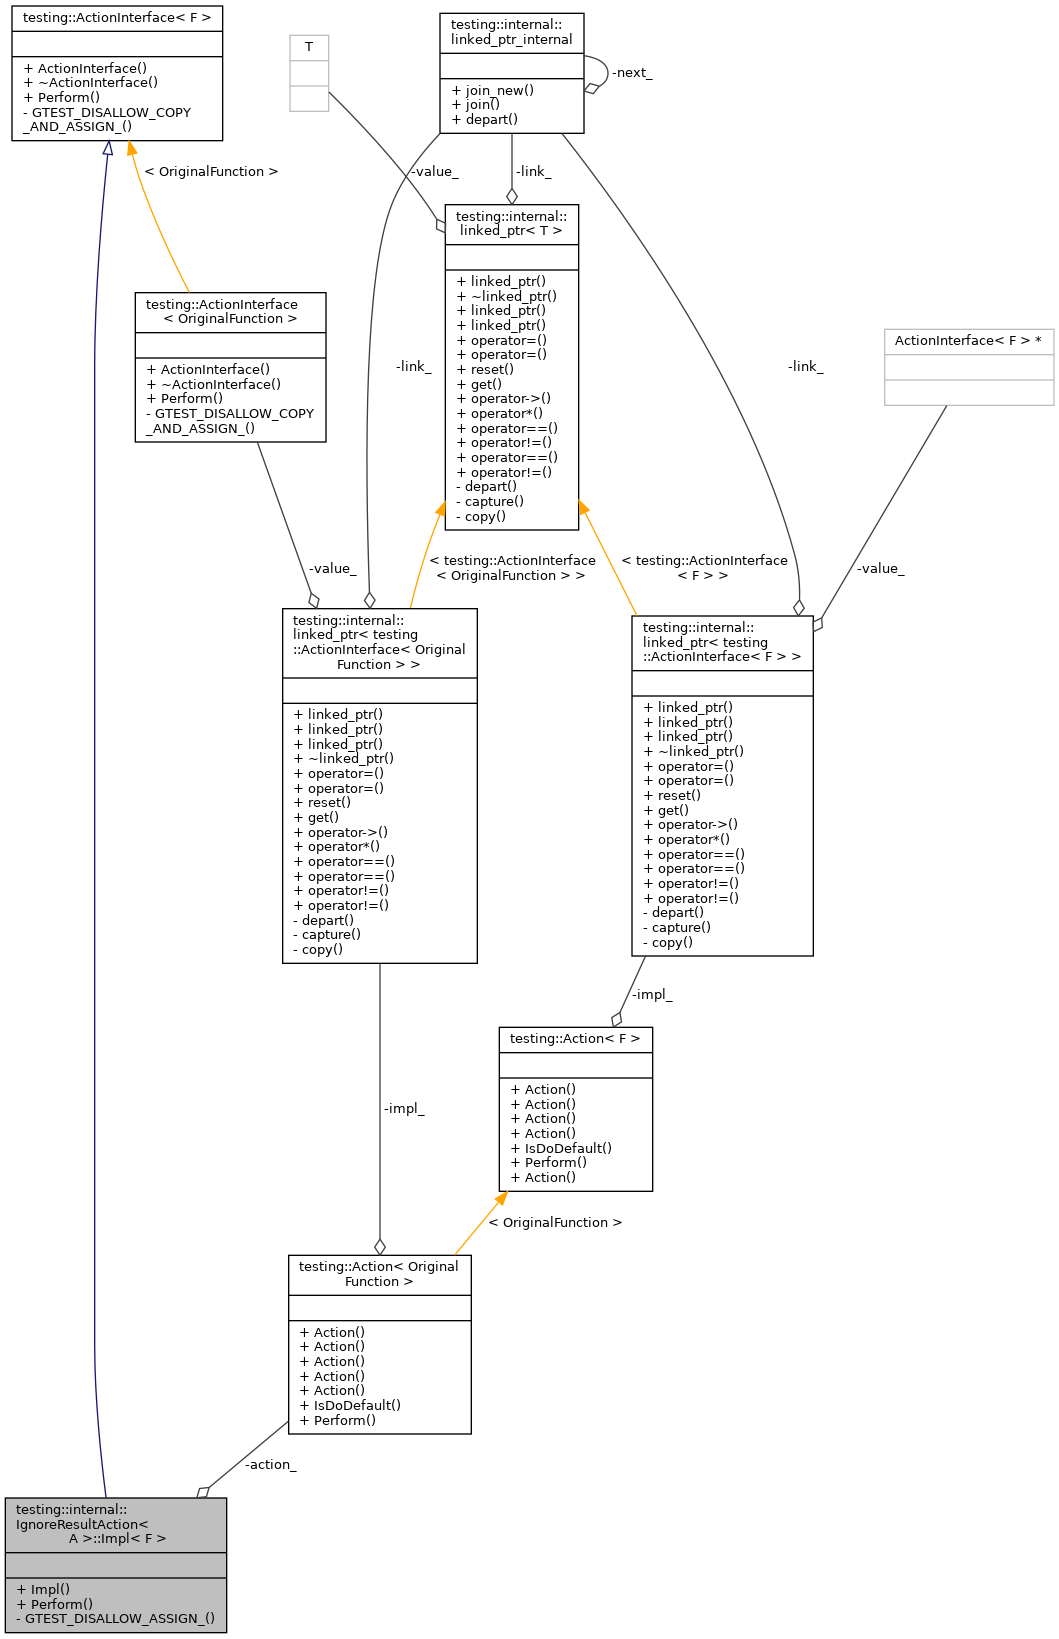 testing::ActionInterface< F >
+ ActionInterface()
+ ~ActionInterface()
+ Perform()
- GTEST_DISALLOW_COPY
_AND_ASSIGN_()
T
testing::internal::
linked_ptr_internal
+ join_new()
+ join()
+ depart()
-next_
< OriginalFunction >
-value_
-link_
testing::internal::
linked_ptr< T >
+ linked_ptr()
+ ~linked_ptr()
+ linked_ptr()
+ linked_ptr()
+ operator=()
+ operator=()
+ reset()
+ get()
+ operator->()
+ operator*()
+ operator==()
+ operator!=()
+ operator==()
+ operator!=()
- depart()
- capture()
- copy()
testing::ActionInterface
< OriginalFunction >
+ ActionInterface()
+ ~ActionInterface()
+ Perform()
- GTEST_DISALLOW_COPY
_AND_ASSIGN_()
-link_
-link_
ActionInterface< F > *
-value_
< testing::ActionInterface
< OriginalFunction > >
< testing::ActionInterface
< F > >
-value_
testing::internal::
linked_ptr< testing
::ActionInterface< Original
Function > >
+ linked_ptr()
+ linked_ptr()
+ linked_ptr()
+ ~linked_ptr()
+ operator=()
+ operator=()
+ reset()
+ get()
+ operator->()
+ operator*()
+ operator==()
+ operator==()
+ operator!=()
+ operator!=()
- depart()
- capture()
- copy()
testing::internal::
linked_ptr< testing
::ActionInterface< F > >
+ linked_ptr()
+ linked_ptr()
+ linked_ptr()
+ ~linked_ptr()
+ operator=()
+ operator=()
+ reset()
+ get()
+ operator->()
+ operator*()
+ operator==()
+ operator==()
+ operator!=()
+ operator!=()
- depart()
- capture()
- copy()
-impl_
testing::Action< F >
+ Action()
+ Action()
+ Action()
+ Action()
+ IsDoDefault()
+ Perform()
+ Action()
-impl_
< OriginalFunction >
testing::Action< Original
Function >
+ Action()
+ Action()
+ Action()
+ Action()
+ Action()
+ IsDoDefault()
+ Perform()
-action_
testing::internal::
IgnoreResultAction<
A >::Impl< F >
+ Impl()
+ Perform()
- GTEST_DISALLOW_ASSIGN_()